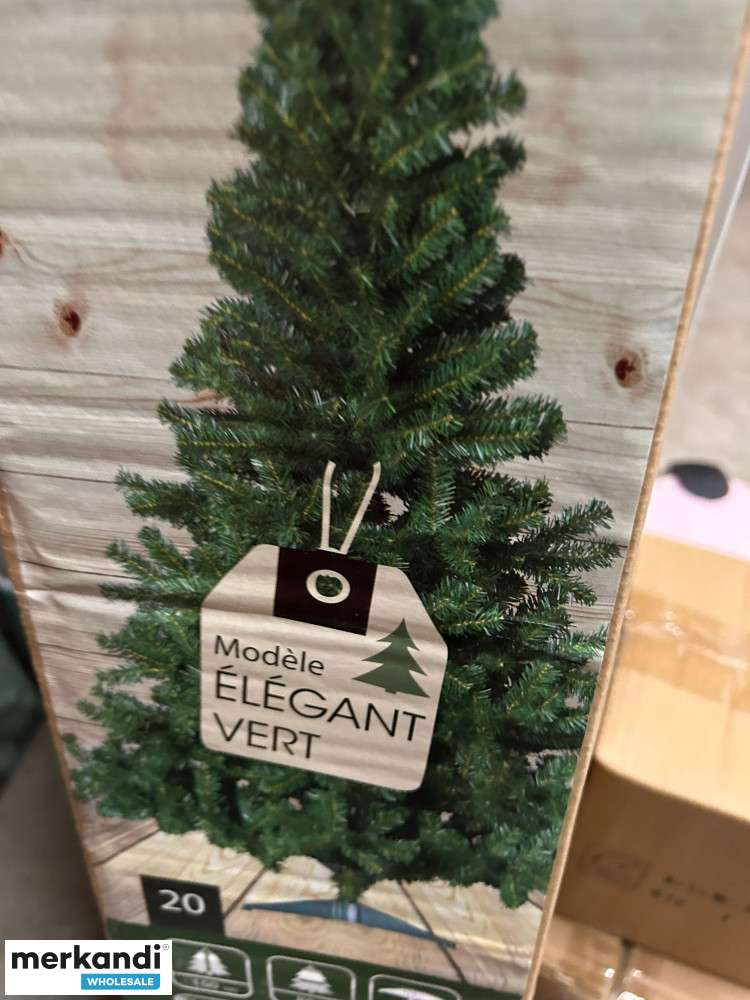 Modèle
ÉLÉGANT
VERT
20
merkandi®
WHOLESALE